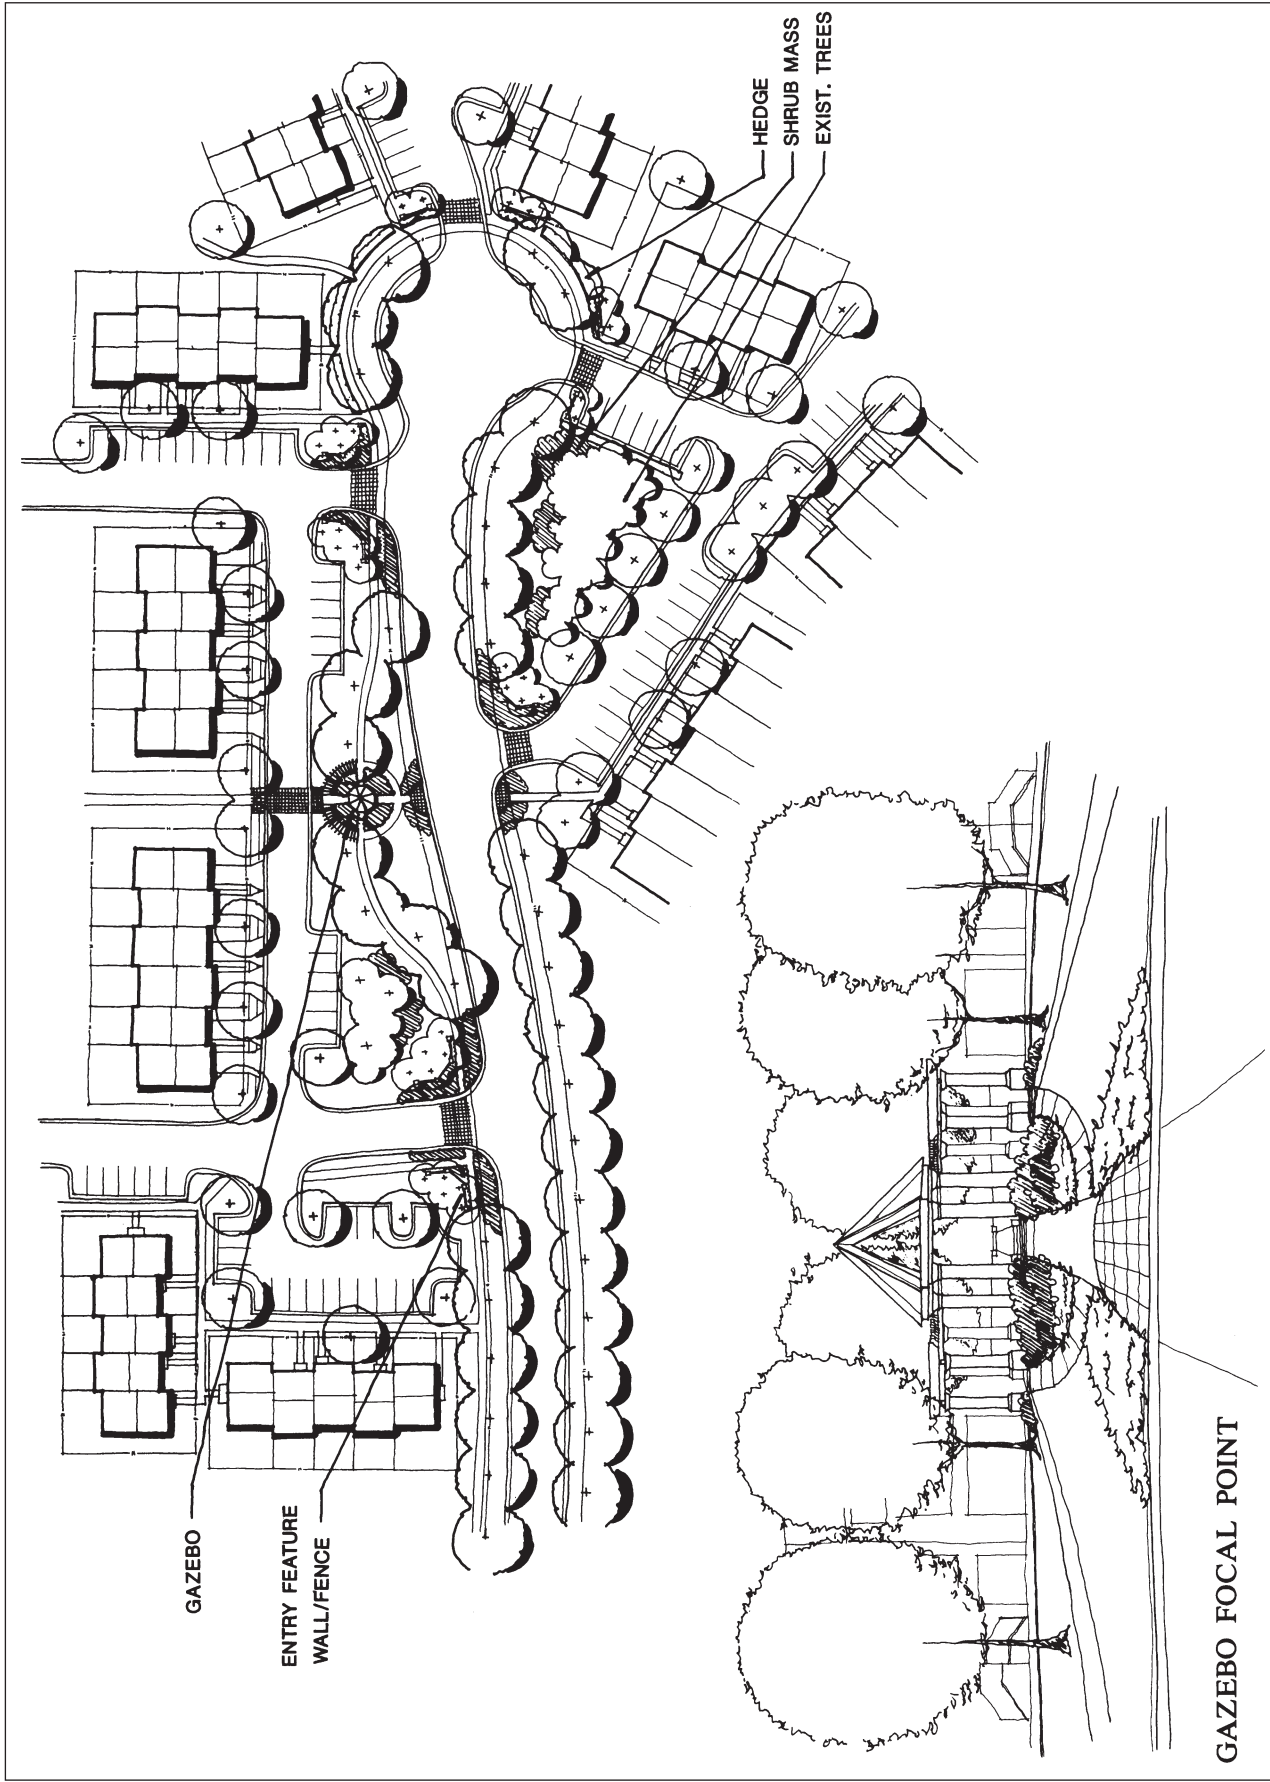 GAZEBO
ENTRY FEATURE
WALL/FENCE
HEDGE
SHRUB MASS
EXIST. TREES
GAZEBO FOCAL POINT